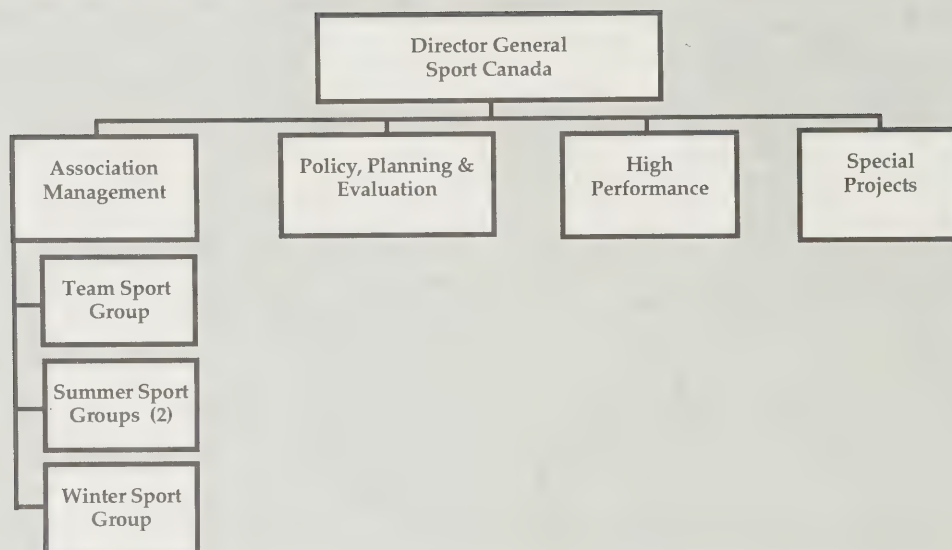 Director General
Sport Canada
Association
Management
Policy, Planning &
Evaluation
High
Performance
Special
Projects
Team Sport
Group
Summer Sport
Groups (2)
Winter Sport
Group